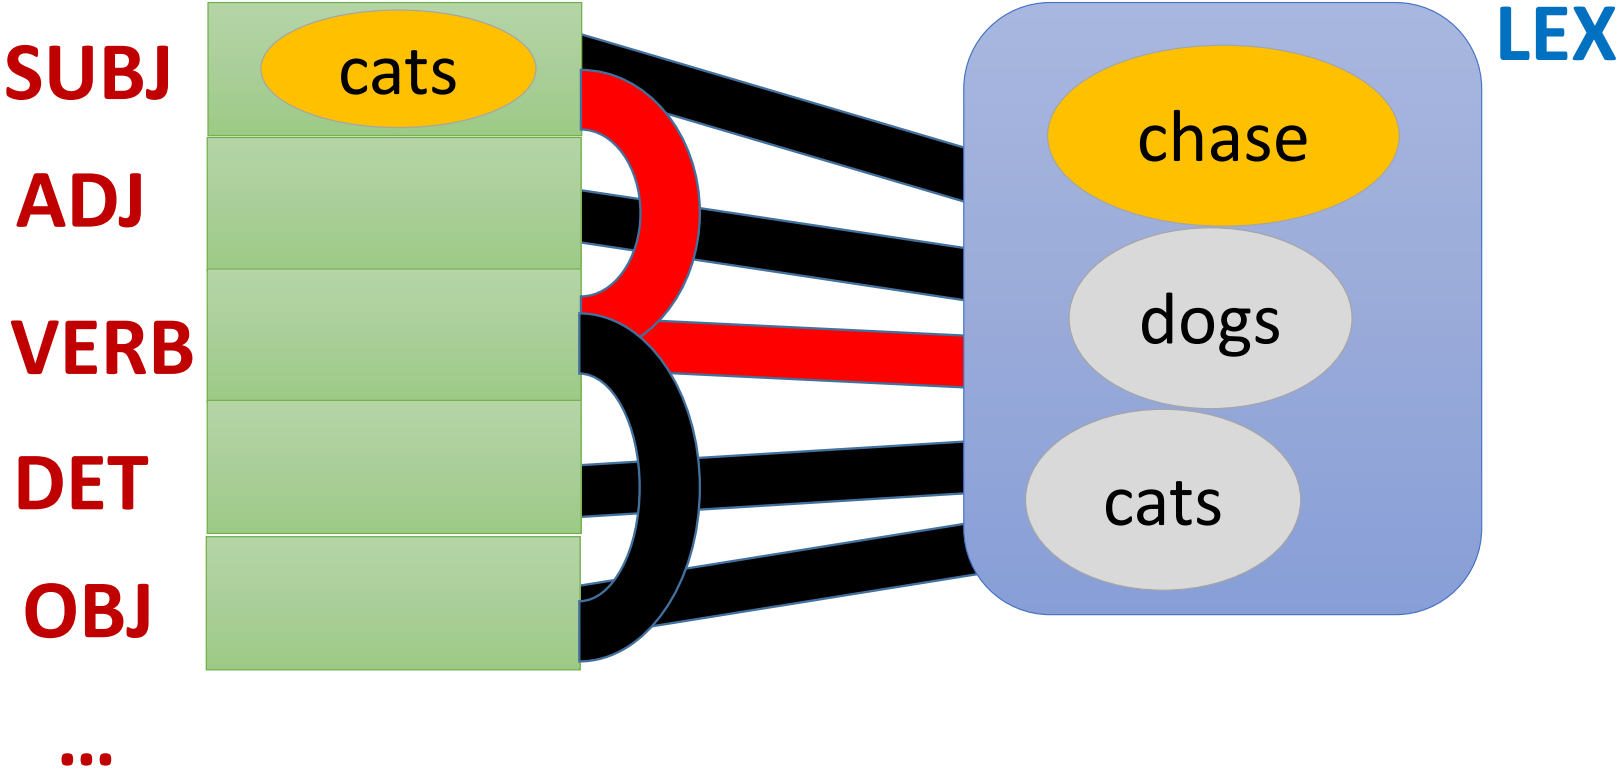 SUBJ
cats
LEX
chase
ADJ
dogs
VERB
DET
cats
OBJ
...